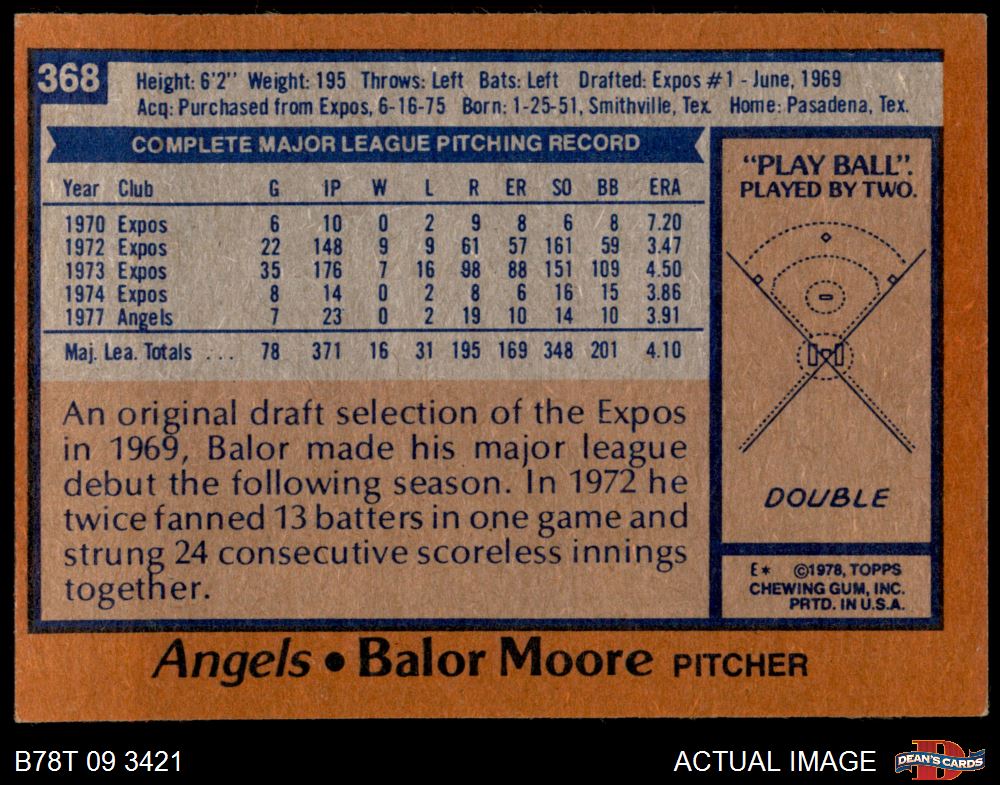 368
Height: 6'2" Weight: 195 Throws: Left Bats: Left Drafted: Expos #1 - June, 1969
Acq: Purchased from Expos, 6-16-75 Born: 1-25-51, Smithville, Tex. Home: Pasadena, Tex.
COMPLETE MAJOR LEAGUE PITCHING RECORD
Year Club G IP W L R ER SO BB ERA
1970 Expos 6 10 0 2 9 8 6 8 7.20
1972 Expos 22 148 9 9 61 57 161 59 3.47
1973 Expos 35 176 7 16 98 88 151 109 4.50
1974 Expos 8 14 0 2 8 6 16 15 3.86
1977 Angels 7 23 0 2 19 10 14 10 3.91
Maj. Lea. Totals ... 78 371 16 31 195 169 348 201 4.10
An original draft selection of the Expos
in 1969, Balor made his major league
debut the following season. In 1972 he
twice fanned 13 batters in one game and
strung 24 consecutive scoreless innings
together.
"PLAY BALL".
PLAYED BY TWO.
DOUBLE
E* ©1978, TOPPS
CHEWING GUM, INC.
PRTD. IN U.S.A.
Angels • Balor Moore PITCHER
B78T 09 3421
ACTUAL IMAGE
D
DEAN'S CARDS